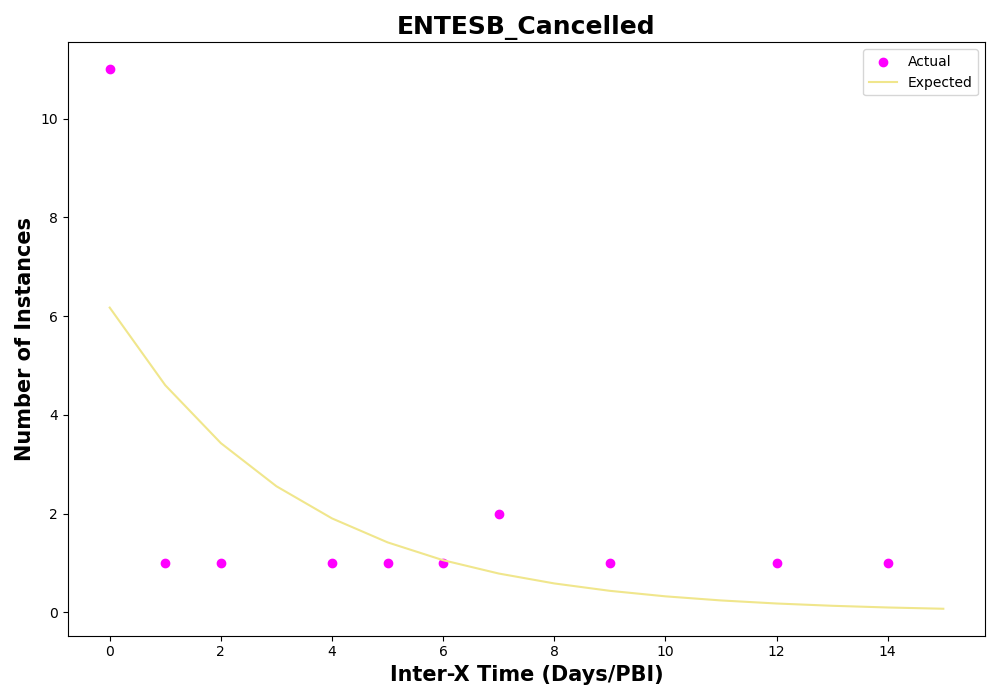 ENTESB_Cancelled
Actual
Expected
Number of Instances
10
8
6
4
2
0
0 2 4 6 8 10 12 14
Inter-X Time (Days/PBI)